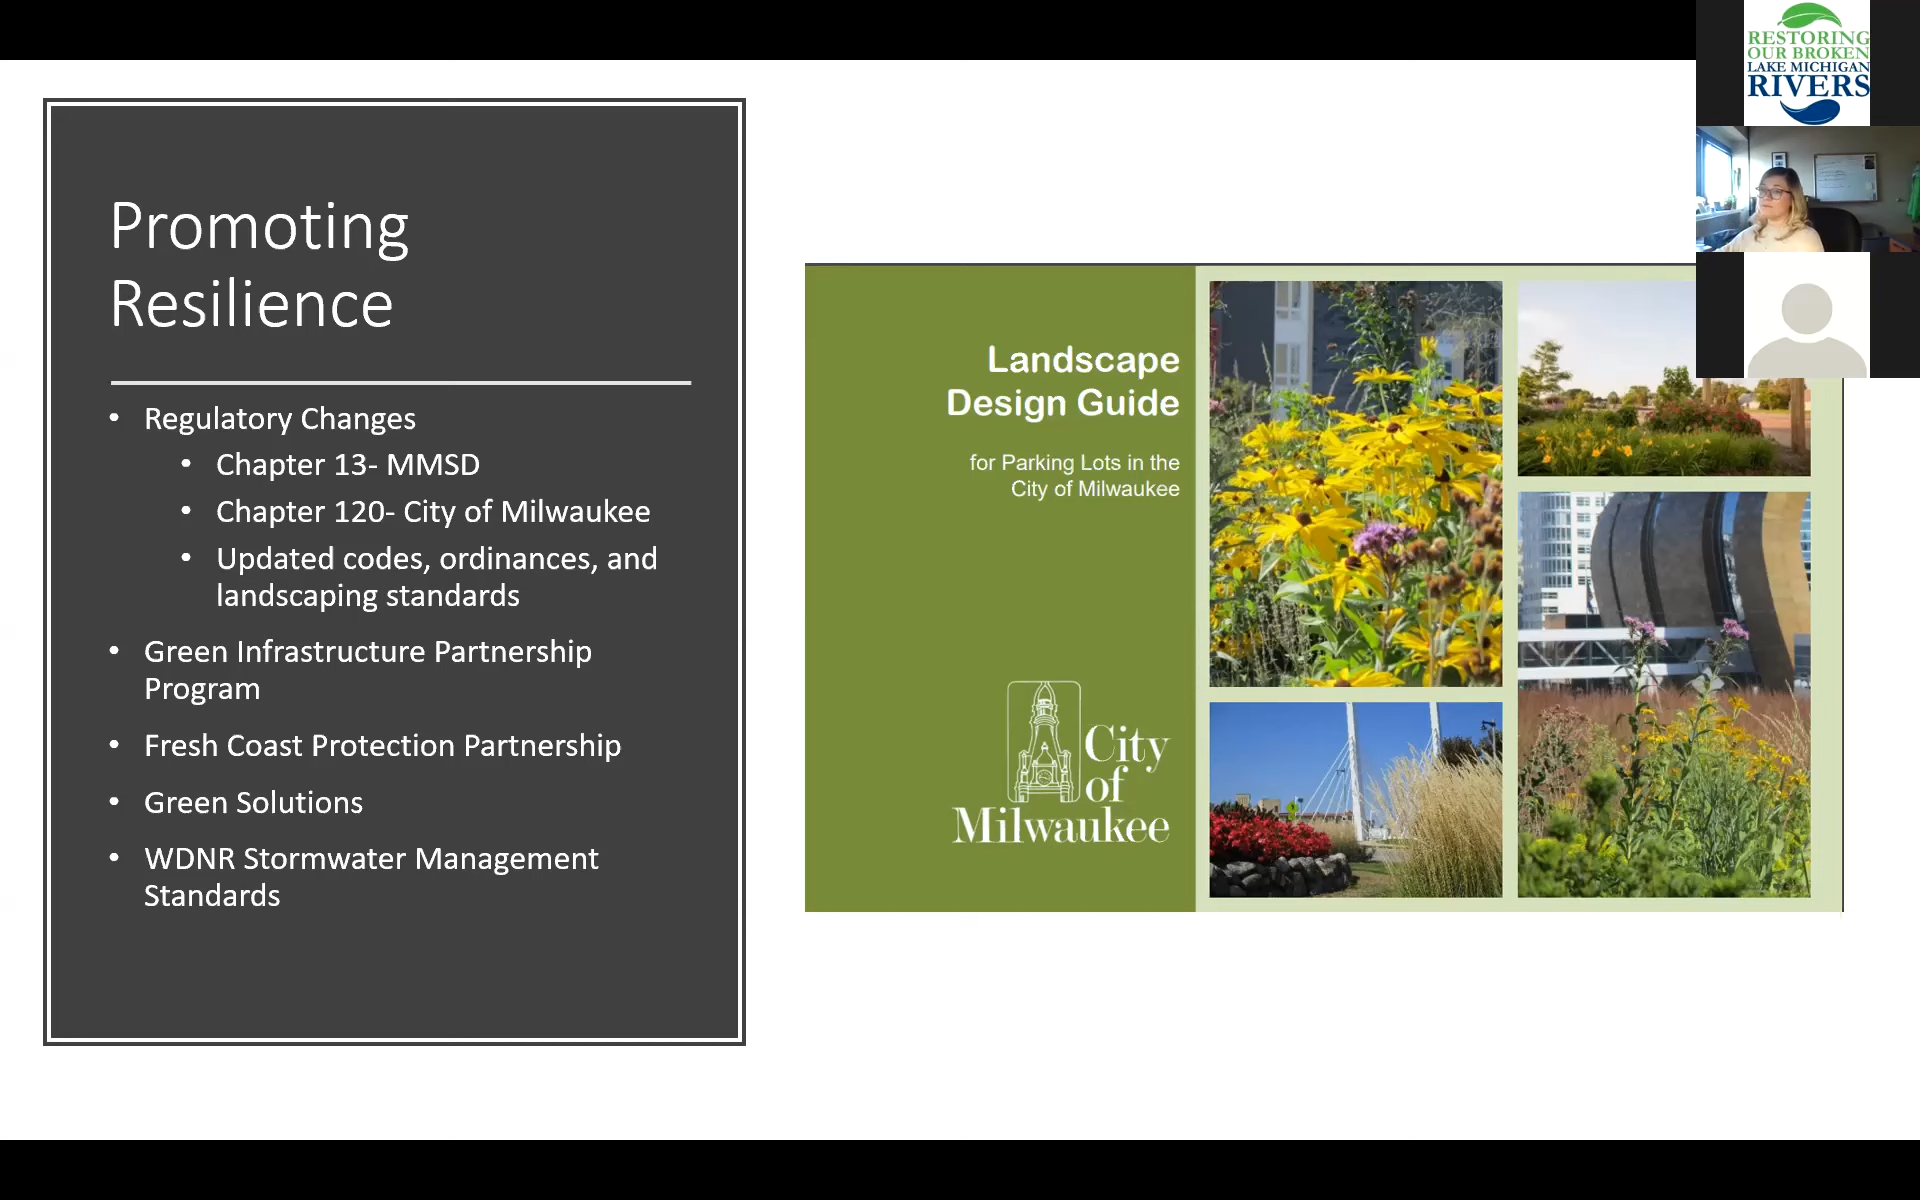 Promoting
Resilience
• Regulatory Changes
• Chapter 13- MMSD
• Chapter 120- City of Milwaukee
• Updated codes, ordinances, and
landscaping standards
• Green Infrastructure Partnership
Program
• Fresh Coast Protection Partnership
• Green Solutions
• WDNR Stormwater Management
Standards
Landscape
Design Guide
for Parking Lots in the
City of Milwaukee
City
of
Milwaukee
RESTORING
OUR BROKEN
LAKE MICHIGAN
RIVERS